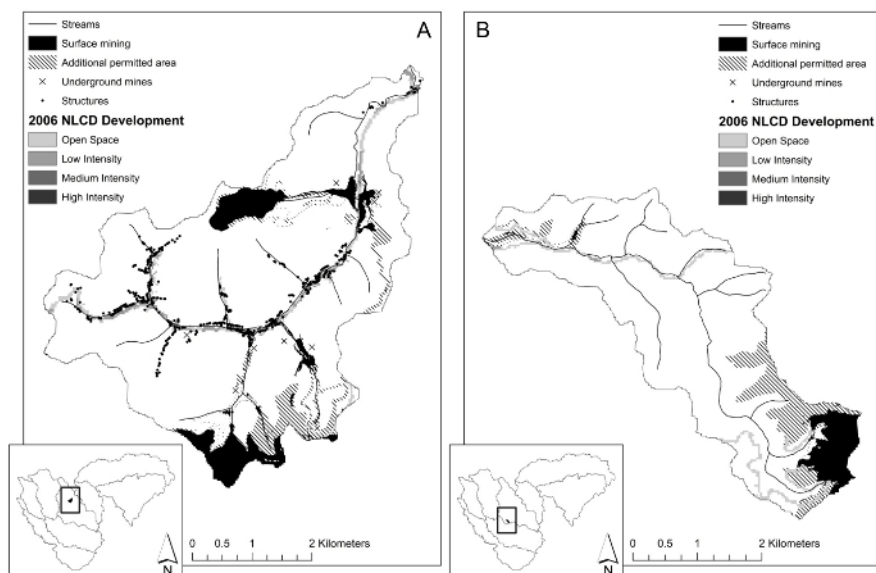 A
Streams
Surface mining
Additional permitted area
Underground mines
Structures
2006 NLCD Development
Open Space
Low Intensity
Medium Intensity
High Intensity
N
0 0.5 1 2 Kilometers
B
Streams
Surface mining
Additional permitted area
Underground mines
Structures
2006 NLCD Development
Open Space
Low Intensity
Medium Intensity
High Intensity
N
0 0.5 1 2 Kilometers